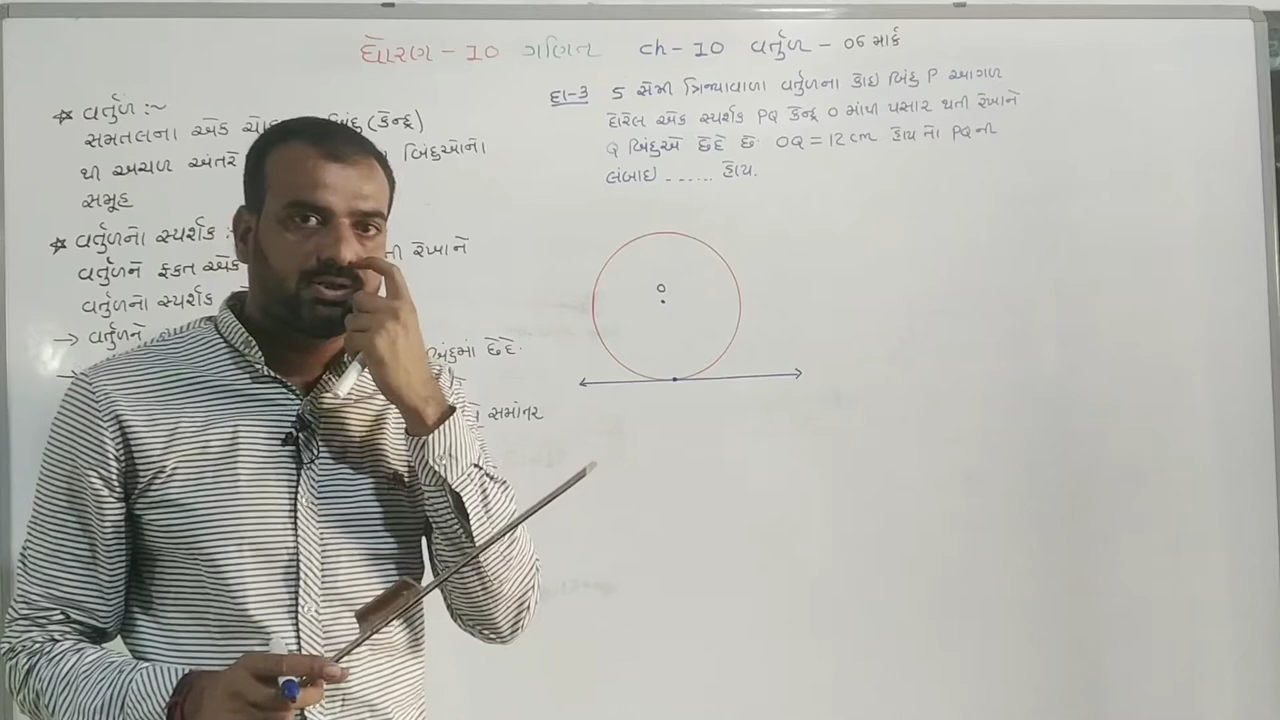 ધોરણ - 10 ગણિત ch - 10 વર્તુળ - 06 માર્ક
* વર્તુળ :~
સમતલના એક (કેન્દ્ર)
થી અચળ અંતરે બિંદુઓનો
સમૂહ
* વર્તુળનો સ્પર્શક :
વર્તુળને ફકત એક રેખાને
વર્તુળનો સ્પર્શક
→ વર્તુળને
બિંદુમાં છેદે.
સમાંતર
દા-3 5 સેમી ત્રિજ્યાવાળા વર્તુળના કોઇ બિંદુ P આગળ
દોરેલ એક સ્પર્શક PQ કેન્દ્ર O માંથી પસાર થતી રેખાને
Q બિંદુએ છેદે છે. OQ = 12 cm હોય તો PQ ની
લંબાઇ ...... હોય.
O